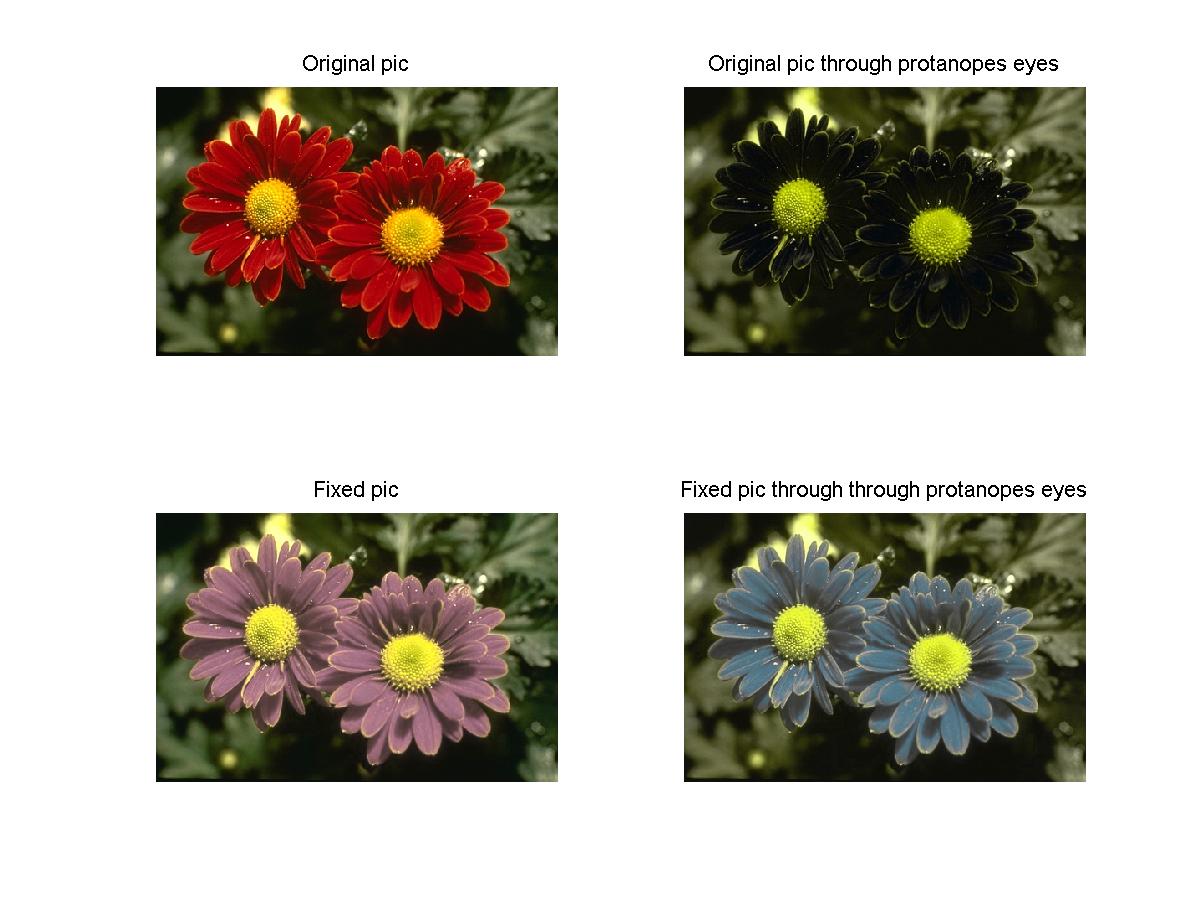 Original pic
Original pic through protanopes eyes
Fixed pic
Fixed pic through through protanopes eyes